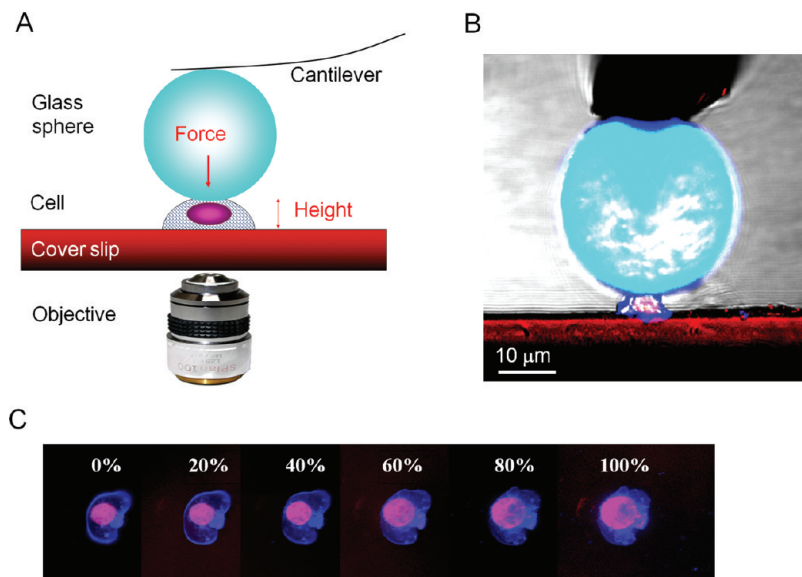 A
Cantilever
Glass
sphere
Force
Cell
Height
Cover slip
Objective
B
10 μm
C
0% 20% 40% 60% 80% 100%